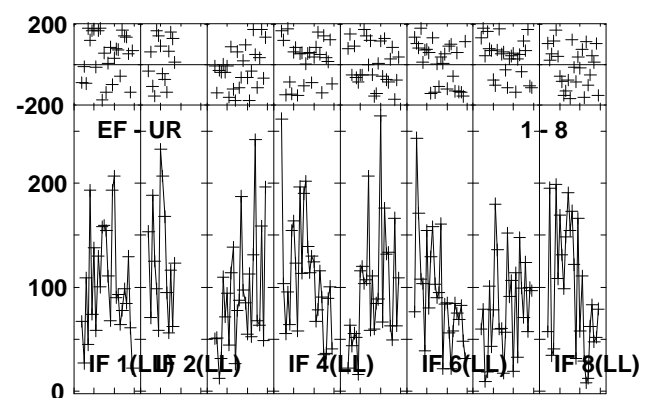 200
-200
EF - UR 1 - 8
200
100
IF 1(LL) IF 2(LL) IF 4(LL) IF 6(LL) IF 8(LL)
0